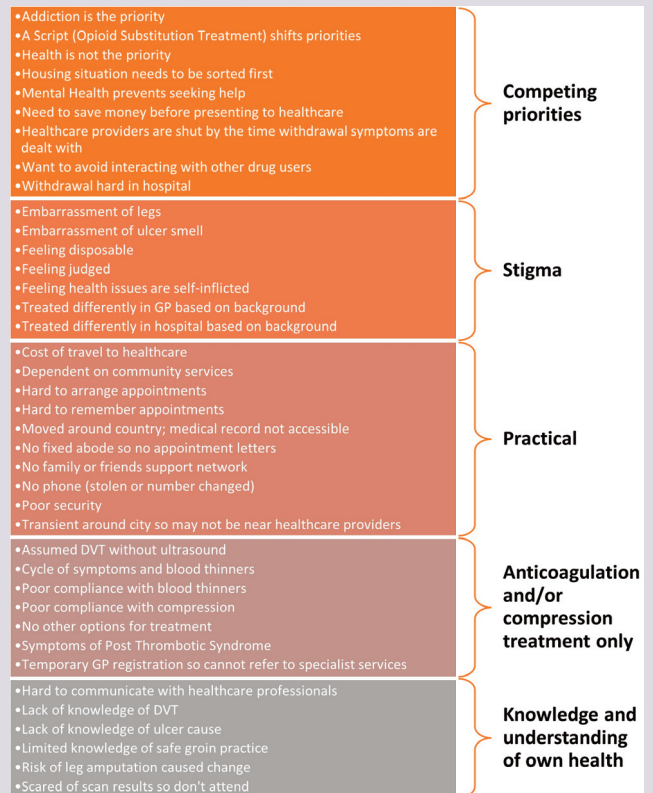 •Addiction is the priority
•A Script (Opioid Substitution Treatment) shifts priorities
•Health is not the priority
•Housing situation needs to be sorted first
•Mental Health prevents seeking help
•Need to save money before presenting to healthcare
•Healthcare providers are shut by the time withdrawal symptoms are
dealt with
•Want to avoid interacting with other drug users
•Withdrawal hard in hospital
Competing
priorities
•Embarrassment of legs
•Embarrassment of ulcer smell
•Feeling disposable
•Feeling judged
•Feeling health issues are self-inflicted
•Treated differently in GP based on background
•Treated differently in hospital based on background
Stigma
•Cost of travel to healthcare
•Dependent on community services
•Hard to arrange appointments
•Hard to remember appointments
•Moved around country; medical record not accessible
•No fixed abode so no appointment letters
•No family or friends support network
•No phone (stolen or number changed)
•Poor security
•Transient around city so may not be near healthcare providers
Practical
•Assumed DVT without ultrasound
•Cycle of symptoms and blood thinners
•Poor compliance with blood thinners
•Poor compliance with compression
•No other options for treatment
•Symptoms of Post Thrombotic Syndrome
•Temporary GP registration so cannot refer to specialist services
Anticoagulation
and/or
compression
treatment only
•Hard to communicate with healthcare professionals
•Lack of knowledge of DVT
•Lack of knowledge of ulcer cause
•Limited knowledge of safe groin practice
•Risk of leg amputation caused change
•Scared of scan results so don't attend
Knowledge and
understanding
of own health